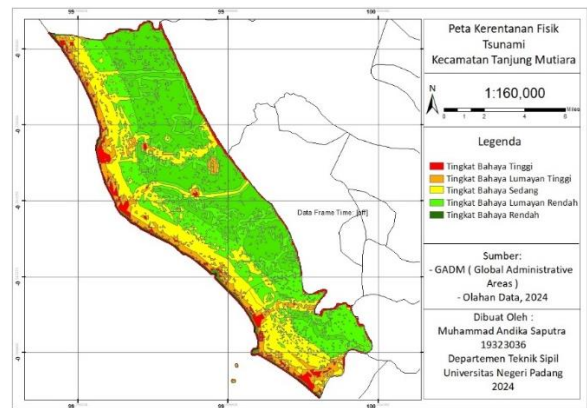 Peta Kerentanan Fisik
Tsunami
Kecamatan Tanjung Mutiara
1:160,000
N
Legenda
Tingkat Bahaya Tinggi
Tingkat Bahaya Lumayan Tinggi
Tingkat Bahaya Sedang
Tingkat Bahaya Lumayan Rendah
Tingkat Bahaya Rendah
Data Frame Time: [off]
Sumber:
- GADM ( Global Administrative
Areas )
- Olahan Data, 2024
Dibuat Oleh :
Muhammad Andika Saputra
19323036
Departemen Teknik Sipil
Universitas Negeri Padang
2024